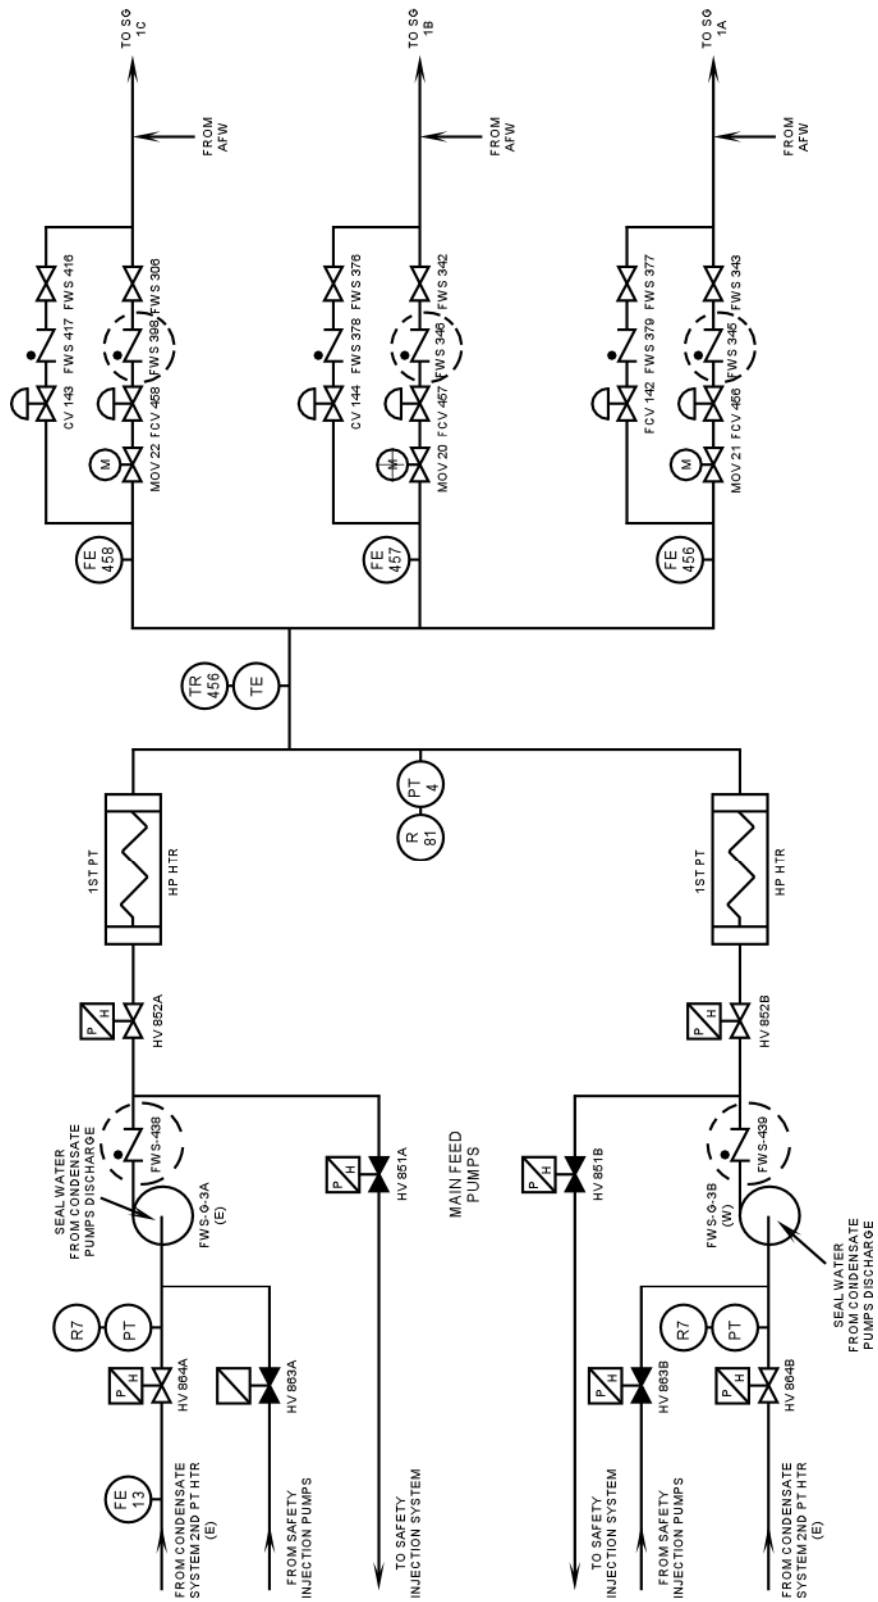 TO SG
1C
FROM
AFW
FWS 416
FWS 417
CV 143
FWS 306
FWS 398
FCV 458
MOV 22
M
FE
458
TO SG
1B
FROM
AFW
FWS 376
FWS 378
CV 144
FWS 342
FWS 346
FCV 457
MOV 20
M
FE
457
TO SG
1A
FROM
AFW
FWS 377
FWS 379
FCV 142
FWS 343
FWS 345
FCV 456
MOV 21
M
FE
456
TR
456
TE
PT
4
R
81
1ST PT
HP HTR
1ST PT
HP HTR
P H
HV 852A
P H
HV 852B
SEAL WATER
FROM CONDENSATE
PUMPS DISCHARGE
FWS-438
FWS-G-3A
(E)
P H
HV 851A
MAIN FEED
PUMPS
P H
HV 851B
FWS-439
FWS-G-3B
(W)
SEAL WATER
FROM CONDENSATE
PUMPS DISCHARGE
R7
PT
P H
HV 864A
HV 863A
R7
PT
P H
HV 863B
P H
HV 864B
FE
13
FROM CONDENSATE
SYSTEM 2ND PT HTR
(E)
FROM SAFETY
INJECTION PUMPS
TO SAFETY
INJECTION SYSTEM
TO SAFETY
INJECTION SYSTEM
FROM SAFETY
INJECTION PUMPS
FROM CONDENSATE
SYSTEM 2ND PT HTR
(E)